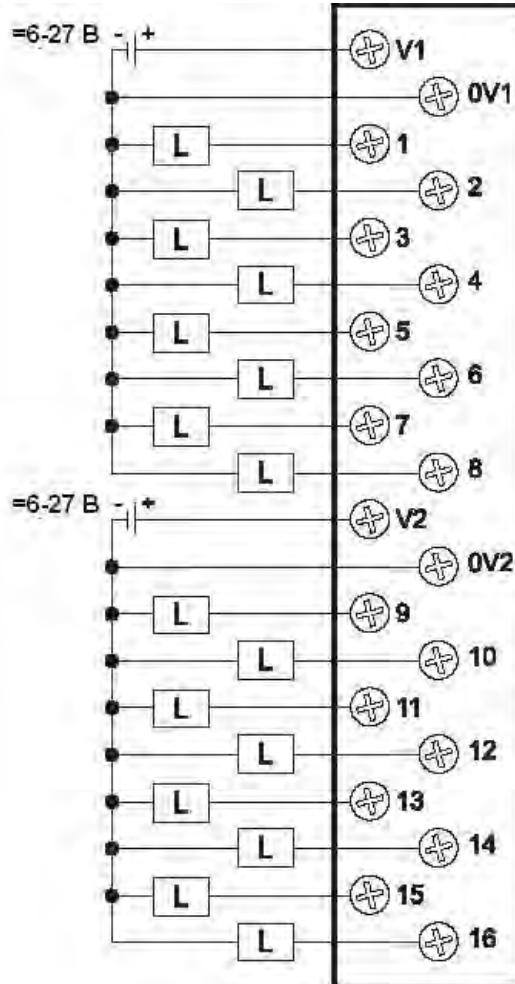 =6-27 В - + V1
0V1
L 1
L 2
L 3
L 4
L 5
L 6
L 7
L 8
=6-27 В - + V2
0V2
L 9
L 10
L 11
L 12
L 13
L 14
L 15
L 16